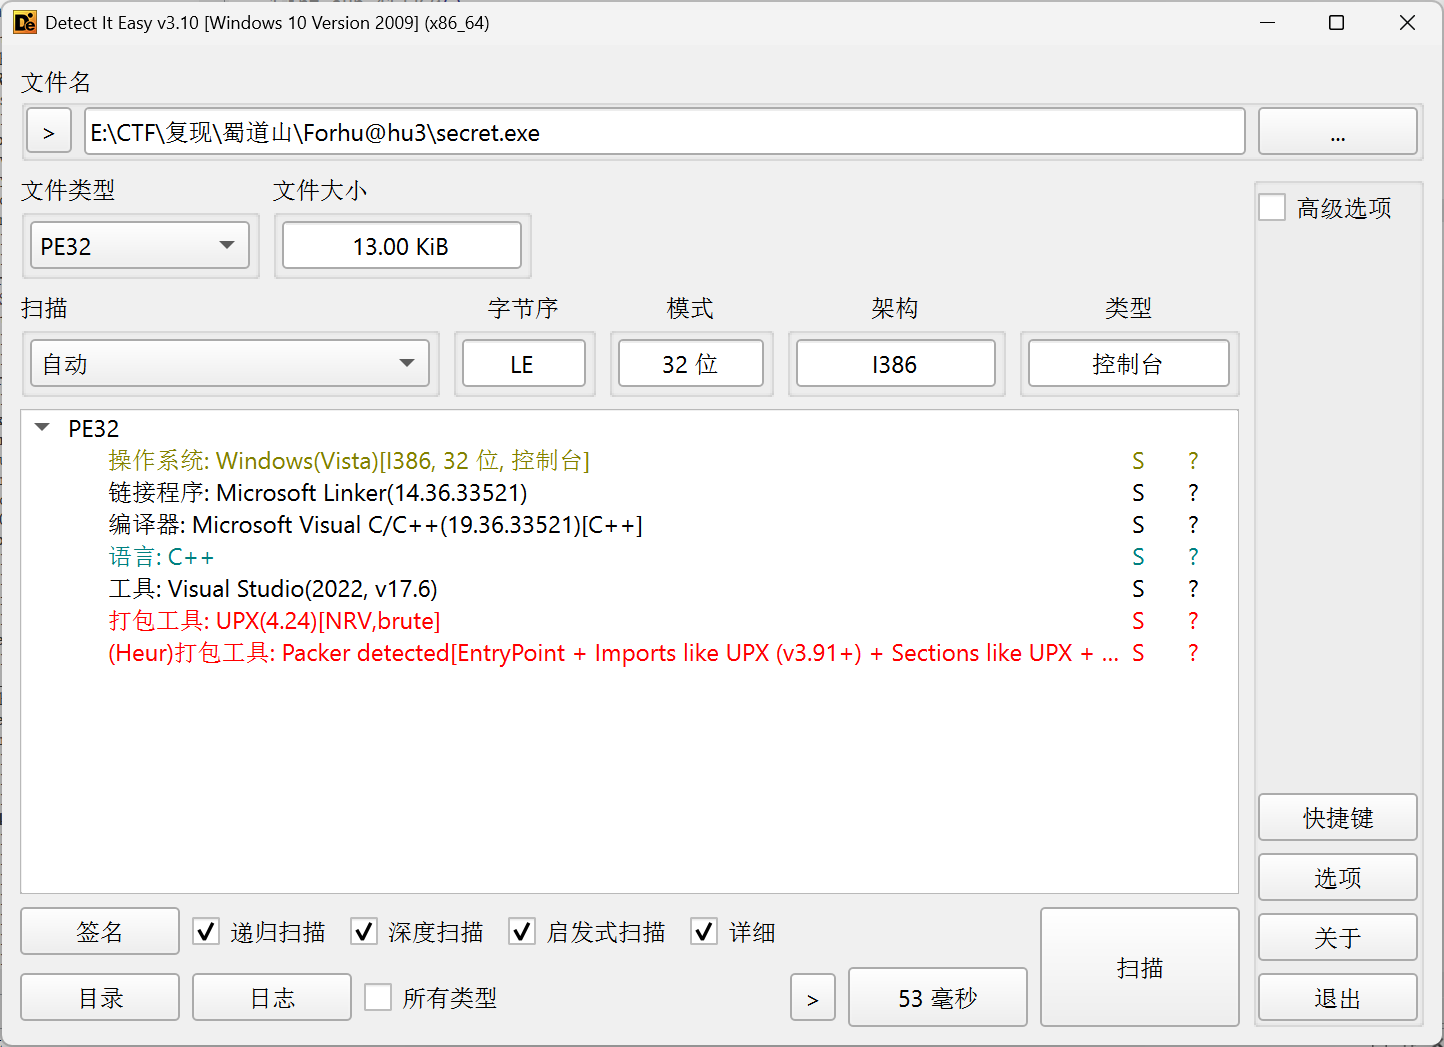 Detect It Easy v3.10 [Windows 10 Version 2009] (x86_64)
文件名
> E:\CTF\复现\蜀道山\Forhu@hu3\secret.exe ...
文件类型 文件大小
PE32 13.00 KiB 高级选项
扫描 字节序 模式 架构 类型
自动 LE 32 位 I386 控制台
PE32
操作系统: Windows(Vista)[I386, 32 位, 控制台] S ?
链接程序: Microsoft Linker(14.36.33521) S ?
编译器: Microsoft Visual C/C++(19.36.33521)[C++] S ?
语言: C++ S ?
工具: Visual Studio(2022, v17.6) S ?
打包工具: UPX(4.24)[NRV,brute] S ?
(Heur)打包工具: Packer detected[EntryPoint + Imports like UPX (v3.91+) + Sections like UPX + ... S ?
快捷键
选项
签名 递归扫描 深度扫描 启发式扫描 详细
关于
扫描
目录 日志 所有类型 > 53 毫秒
退出